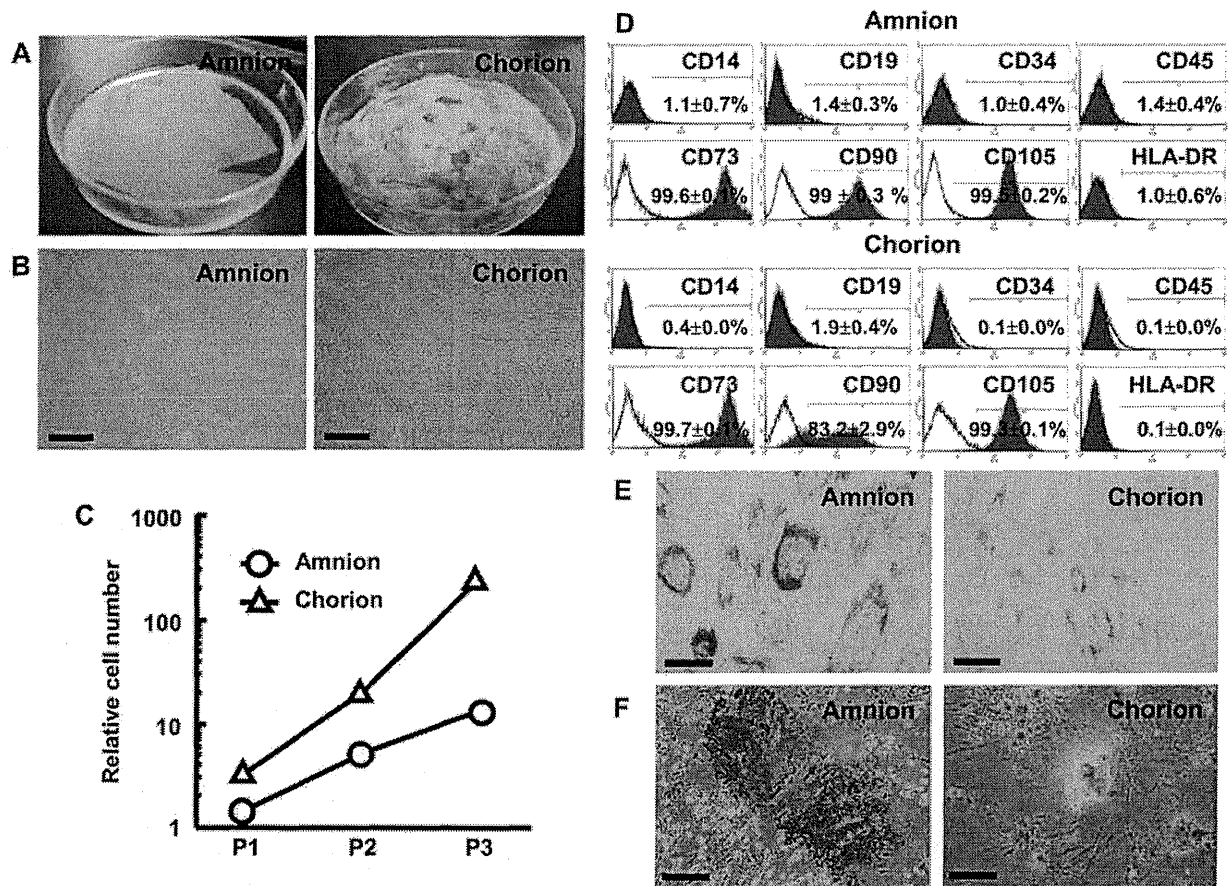 A
Amnion
Chorion
B
Amnion
Chorion
C
1000
100
10
1
Relative cell number
Amnion
Chorion
P1
P2
P3
D
Amnion
CD14
1.1±0.7%
CD19
1.4±0.3%
CD34
1.0±0.4%
CD45
1.4±0.4%
CD73
99.6±0.1%
CD90
99 ±0.3 %
CD105
99.5±0.2%
HLA-DR
1.0±0.6%
Chorion
CD14
0.4±0.0%
CD19
1.9±0.4%
CD34
0.1±0.0%
CD45
0.1±0.0%
CD73
99.7±0.1%
CD90
83.2±2.9%
CD105
99.3±0.1%
HLA-DR
0.1±0.0%
E
Amnion
Chorion
F
Amnion
Chorion